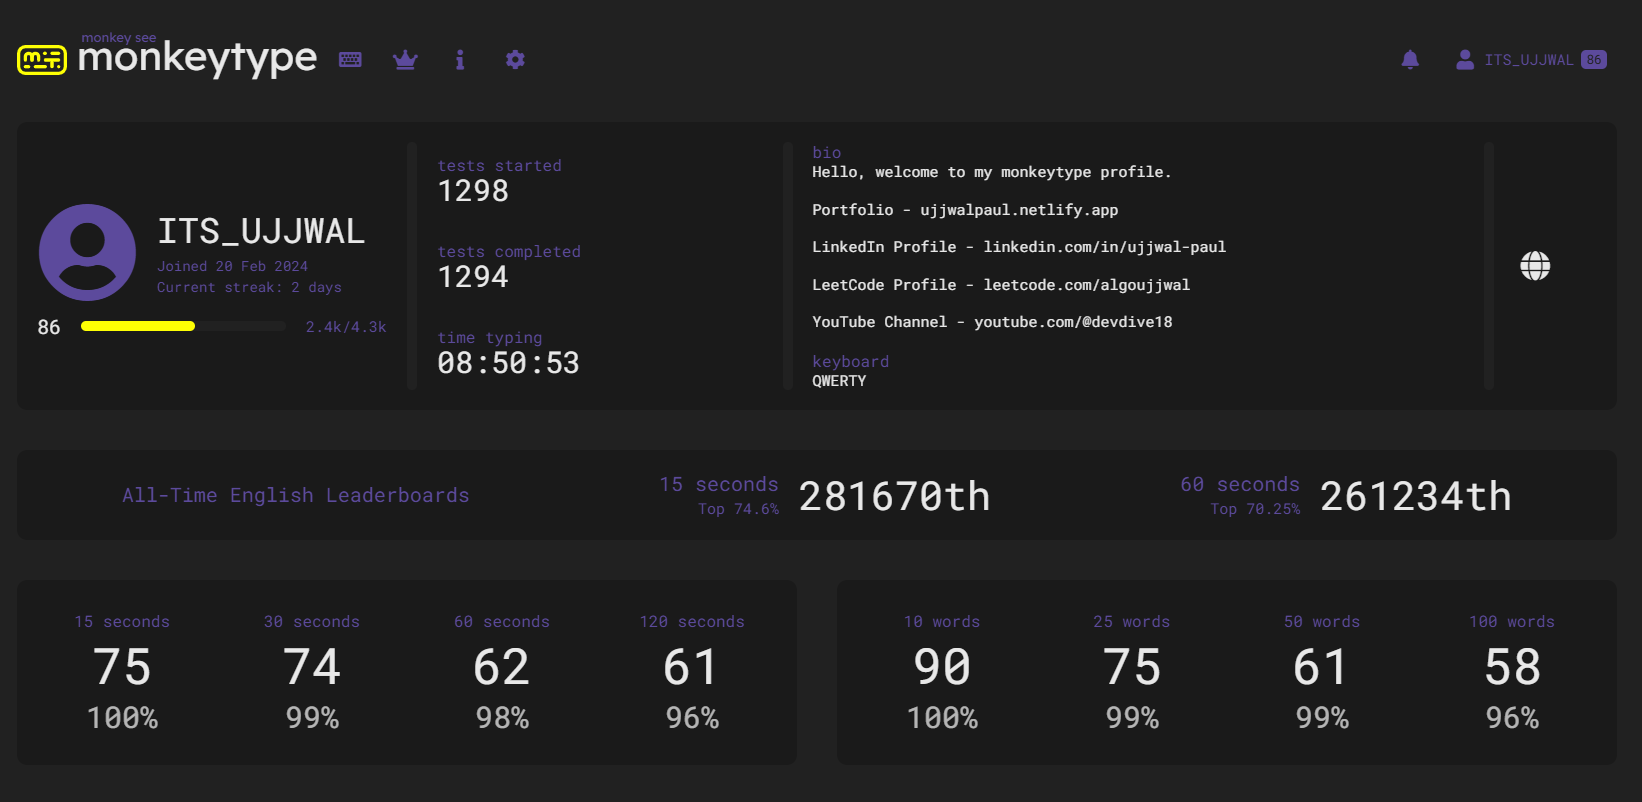 monkey see
monkeytype
ITS_UJJWAL 86
ITS_UJJWAL
Joined 20 Feb 2024
Current streak: 2 days
86 2.4k/4.3k
tests started
1298
tests completed
1294
time typing
08:50:53
bio
Hello, welcome to my monkeytype profile.
Portfolio - ujjwalpaul.netlify.app
LinkedIn Profile - linkedin.com/in/ujjwal-paul
LeetCode Profile - leetcode.com/algoujjwal
YouTube Channel - youtube.com/@devdive18
keyboard
QWERTY
All-Time English Leaderboards
15 seconds
Top 74.6%
281670th
60 seconds
Top 70.25%
261234th
15 seconds 30 seconds 60 seconds 120 seconds
75 74 62 61
100% 99% 98% 96%
10 words 25 words 50 words 100 words
90 75 61 58
100% 99% 99% 96%